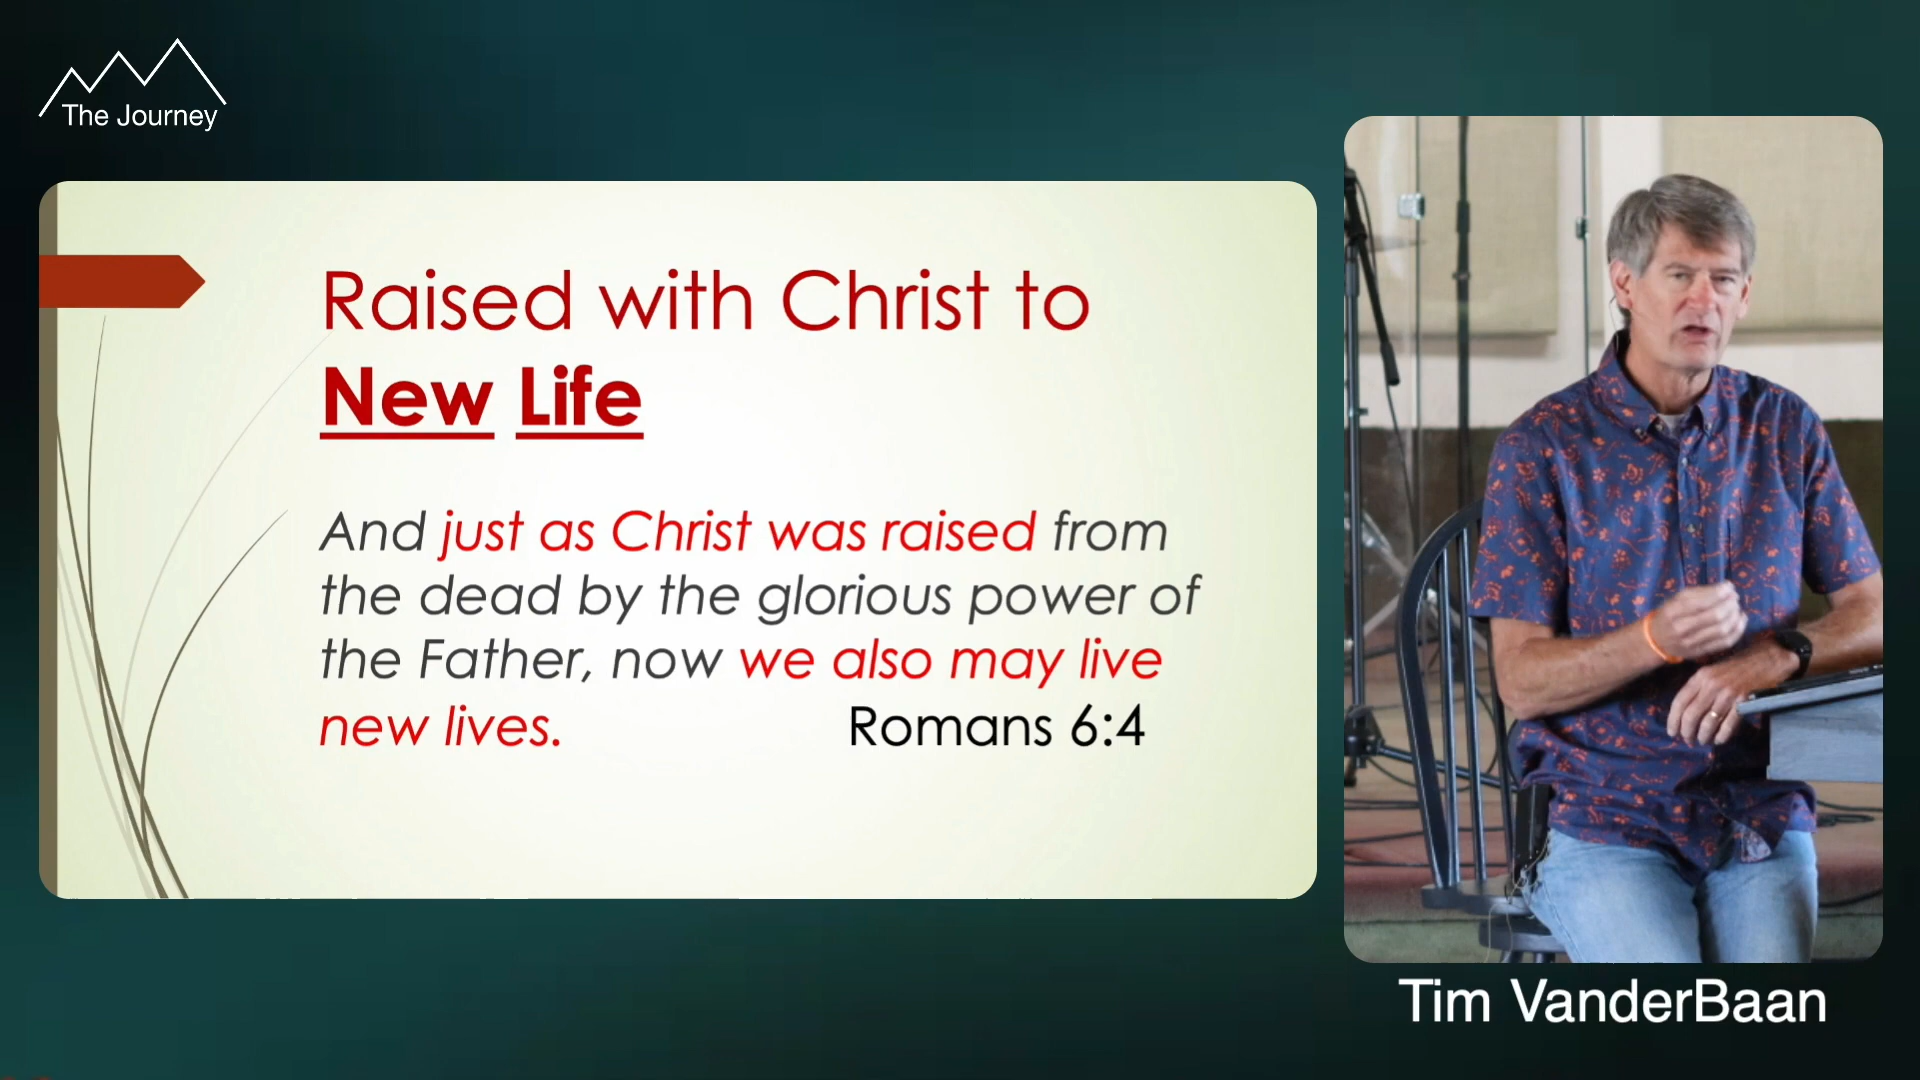 The Journey
Raised with Christ to
New Life
And just as Christ was raised from
the dead by the glorious power of
the Father, now we also may live
new lives. Romans 6:4
Tim VanderBaan